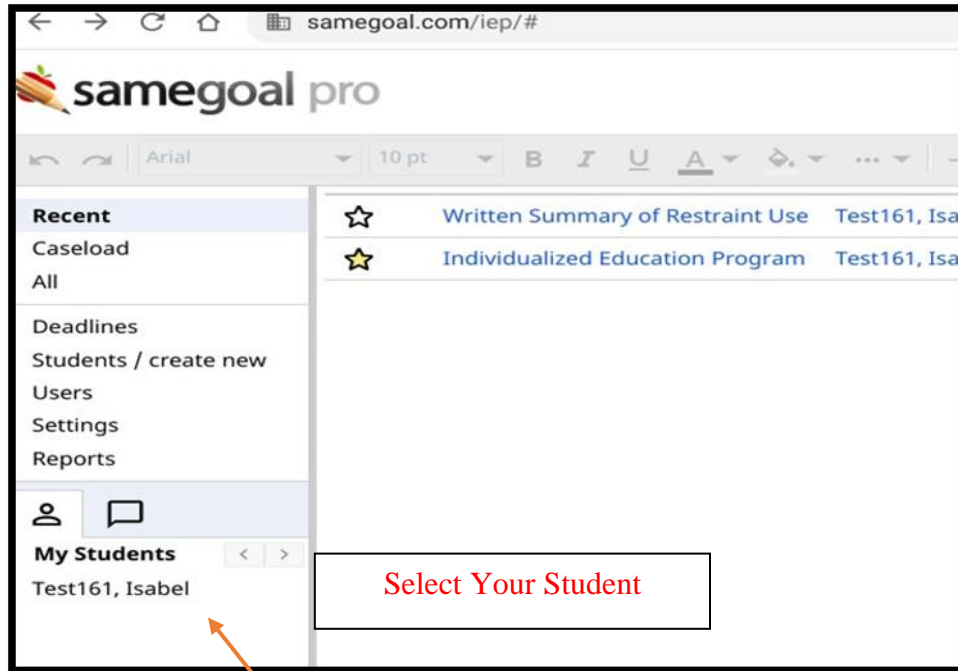 samegoal.com/iep/#
samegoal pro
Arial 10 pt B I U A ...
Recent
Caseload
All
Written Summary of Restraint Use Test161, Isa
Individualized Education Program Test161, Isa
Deadlines
Students / create new
Users
Settings
Reports
My Students < >
Test161, Isabel
Select Your Student